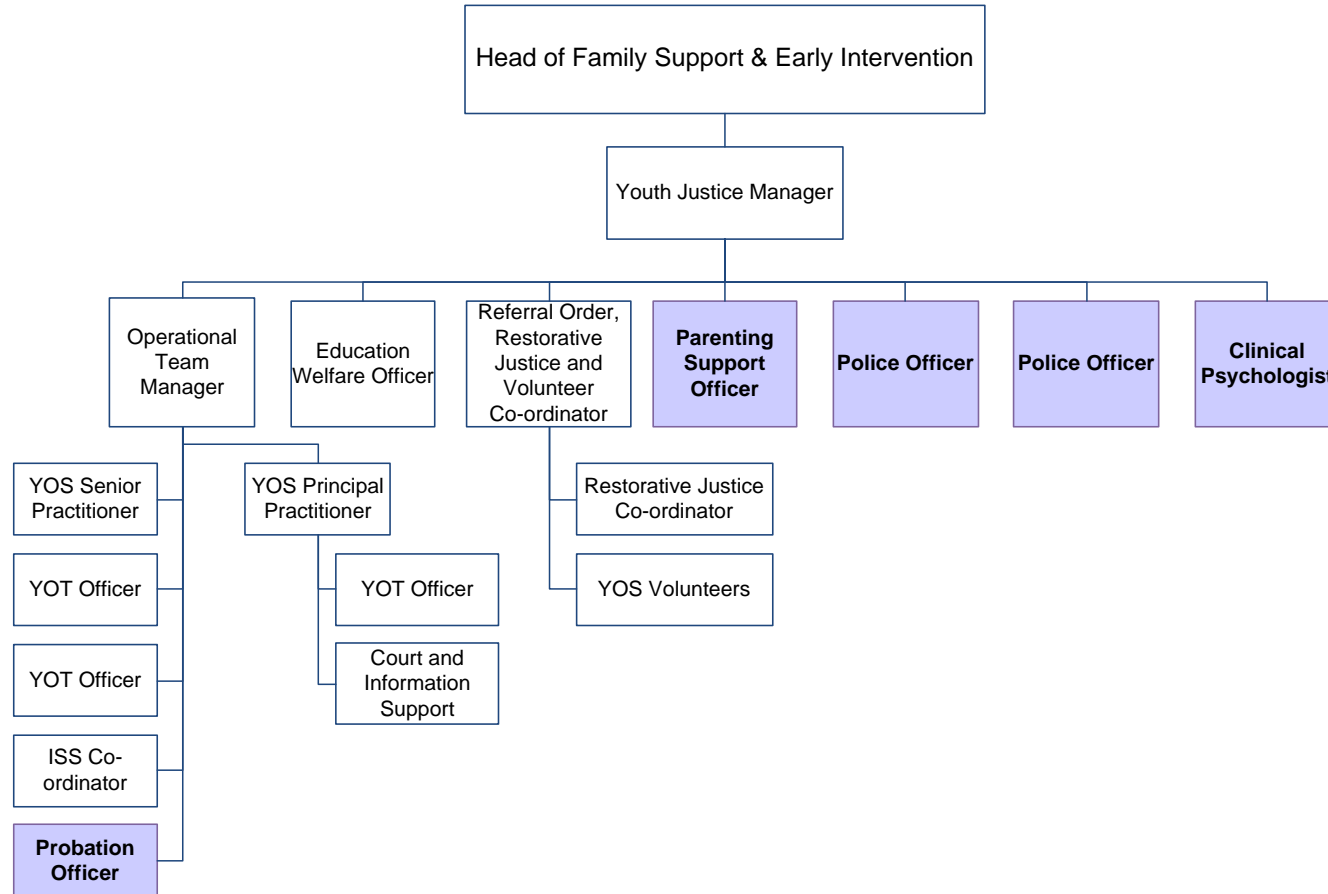 Head of Family Support & Early Intervention
Youth Justice Manager
Operational
Team
Manager
Education
Welfare Officer
Referral Order,
Restorative
Justice and
Volunteer
Co-ordinator
Parenting
Support
Officer
Police Officer
Police Officer
Clinical
Psychologist
YOS Senior
Practitioner
YOS Principal
Practitioner
Restorative Justice
Co-ordinator
YOT Officer
YOT Officer
YOS Volunteers
YOT Officer
Court and
Information
Support
ISS Co-
ordinator
Probation
Officer